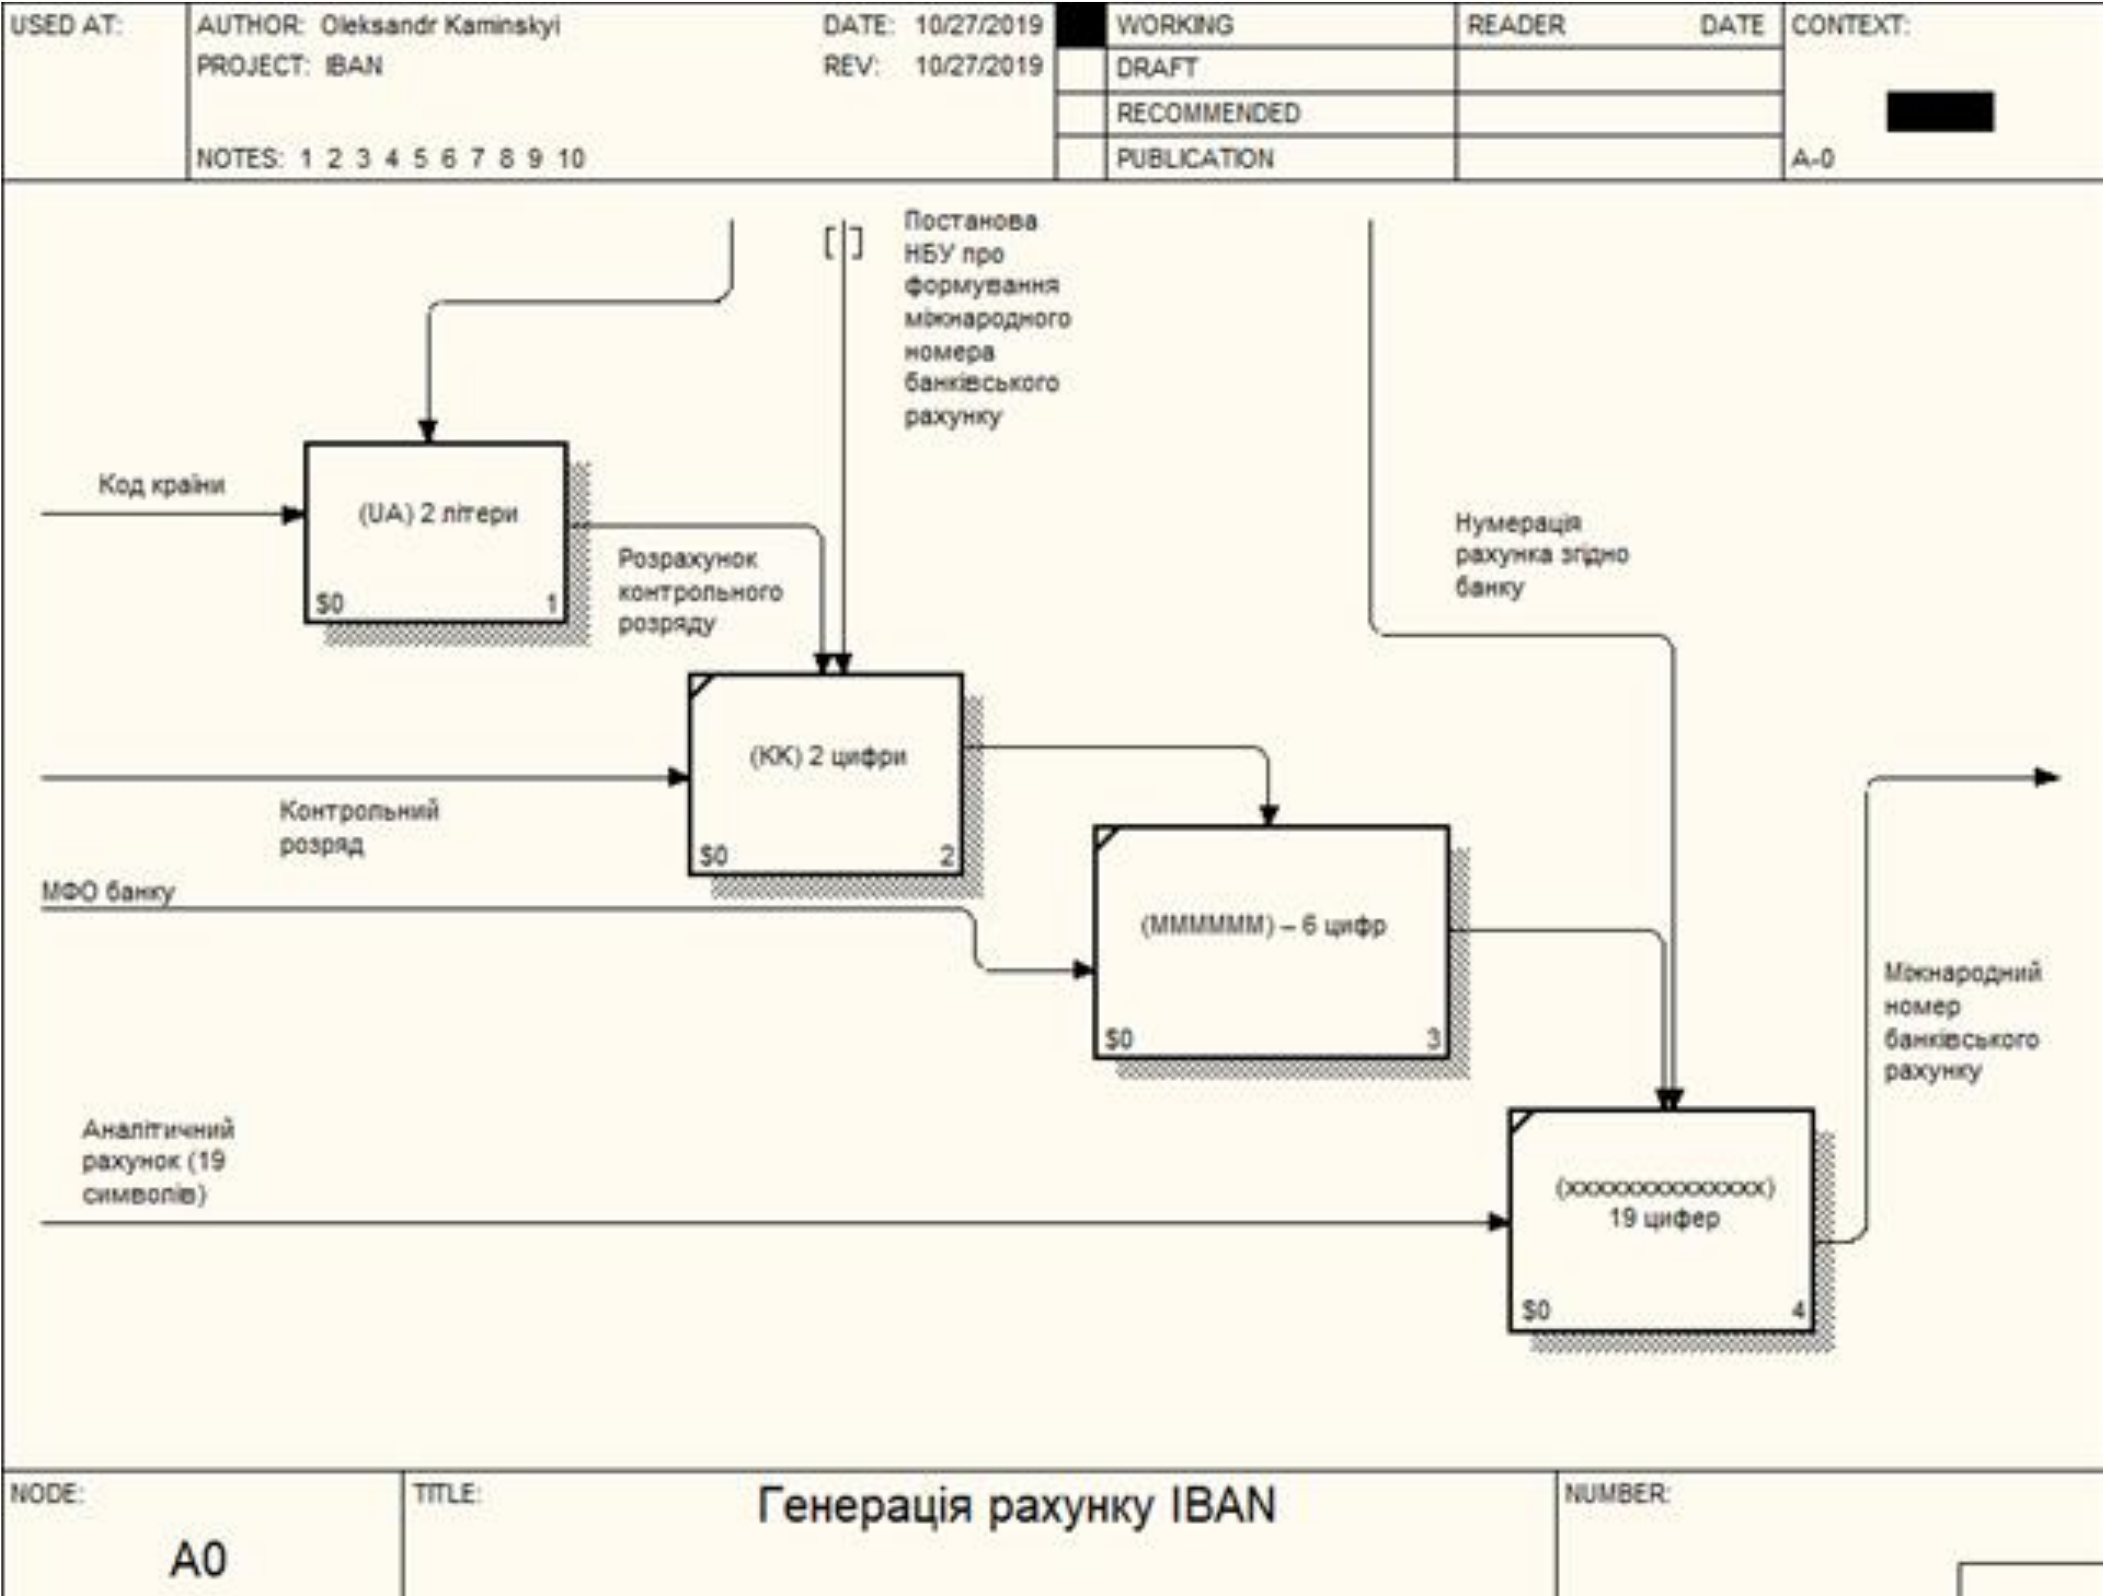 USED AT:
AUTHOR: Oleksandr Kaminskyi
DATE: 10/27/2019
PROJECT: IBAN
REV: 10/27/2019
NOTES: 1 2 3 4 5 6 7 8 9 10
WORKING
DRAFT
RECOMMENDED
PUBLICATION
READER DATE
CONTEXT:
A-0
Постанова
НБУ про
формування
міжнародного
номера
банківського
рахунку
Код країни
(UA) 2 літери
$0 1
Розрахунок
контрольного
розряду
Нумерація
рахунка згідно
банку
(КК) 2 цифри
$0 2
Контрольний
розряд
МФО банку
(ММММММ) – 6 цифр
$0 3
Міжнародний
номер
банківського
рахунку
Аналітичний
рахунок (19
символів)
19 цифер
$0 4
NODE:
A0
TITLE:
Генерація рахунку IBAN
NUMBER: